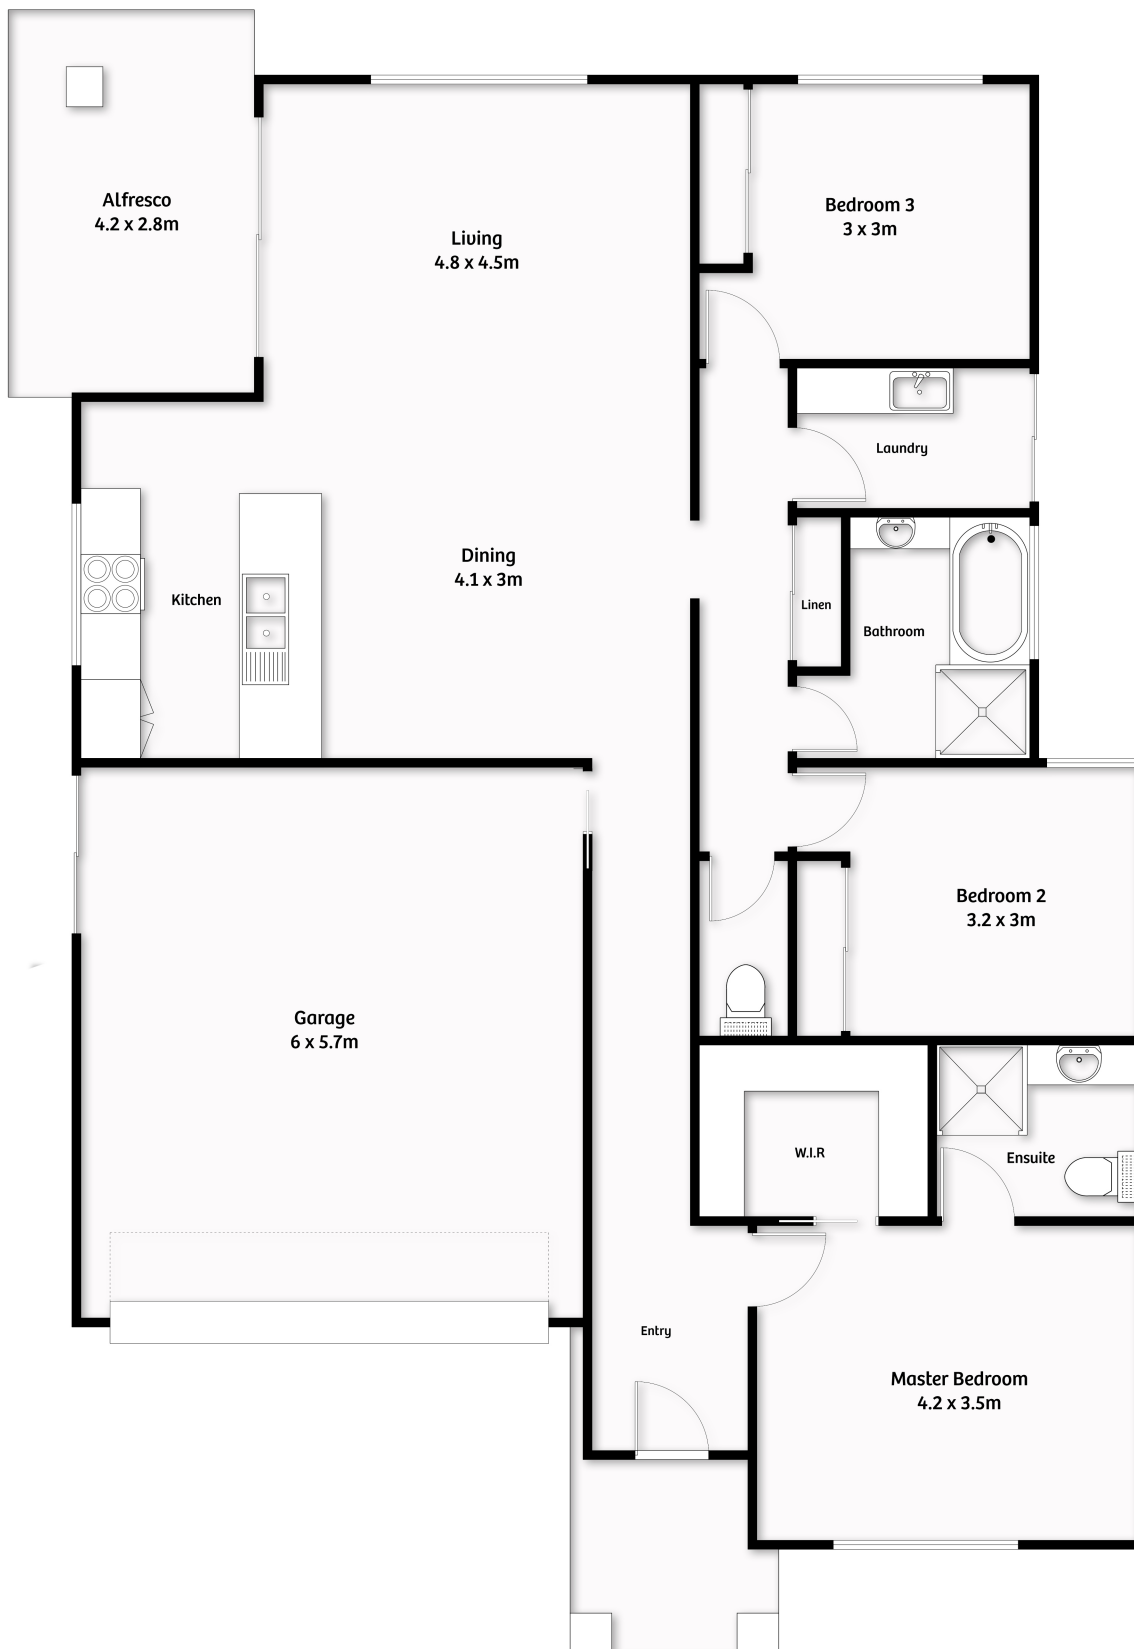 Alfresco
4.2 x 2.8m
Living
4.8 x 4.5m
Bedroom 3
3 x 3m
Laundry
Dining
4.1 x 3m
Kitchen
Linen
Bathroom
Bedroom 2
3.2 x 3m
Garage
6 x 5.7m
W.I.R
Ensuite
Entry
Master Bedroom
4.2 x 3.5m